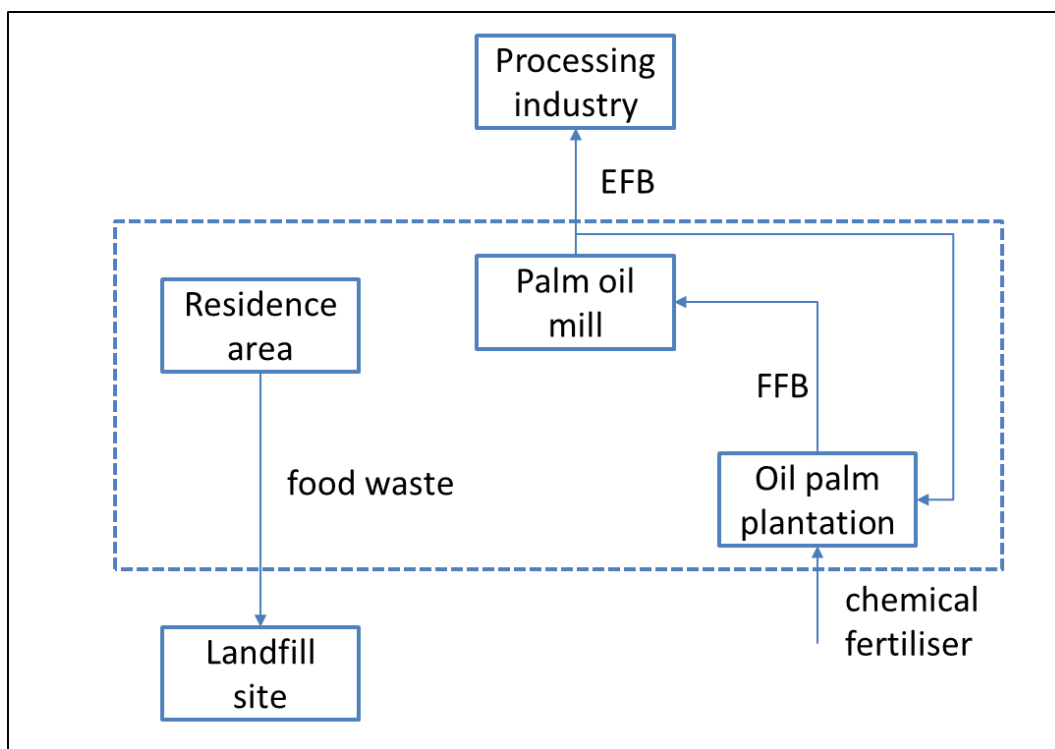 Processing
industry
EFB
Palm oil
mill
Residence
area
FFB
food waste
Oil palm
plantation
chemical
fertiliser
Landfill
site